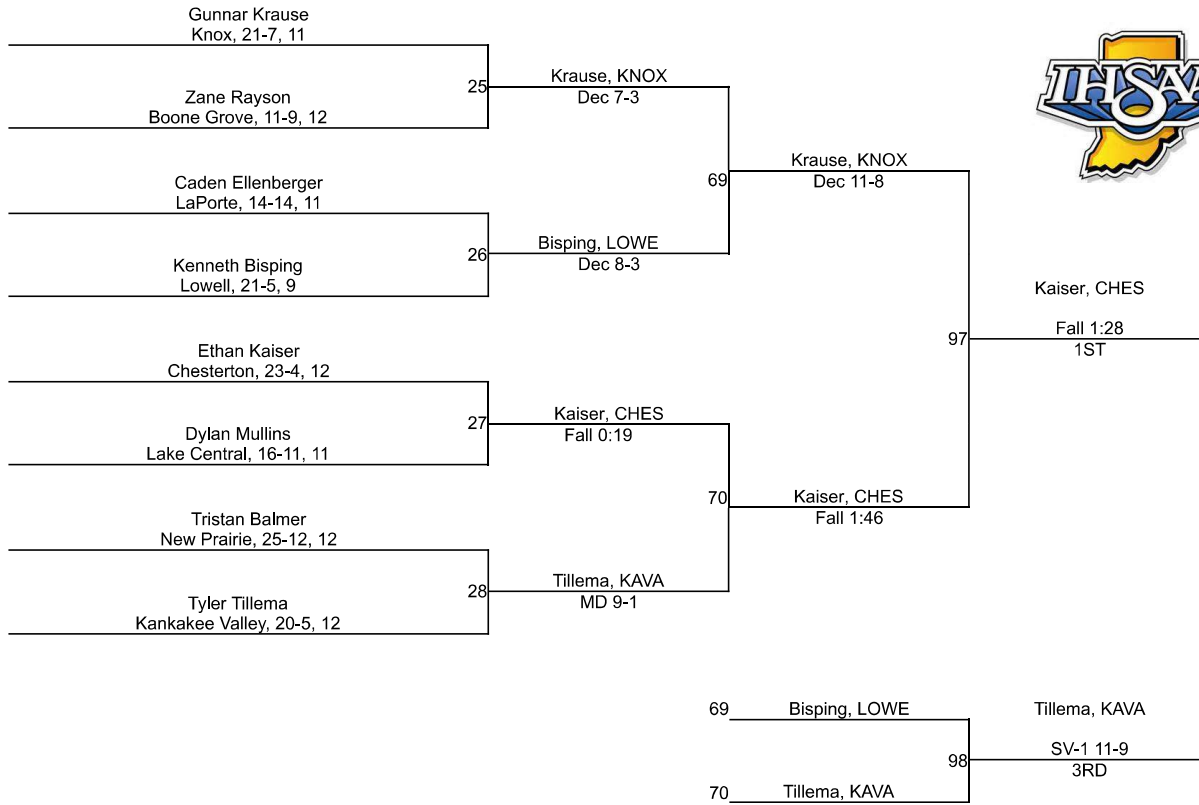 Gunnar Krause
Knox, 21-7, 11
Zane Rayson
Boone Grove, 11-9, 12
25
Krause, KNOX
Dec 7-3
Caden Ellenberger
LaPorte, 14-14, 11
Kenneth Bisping
Lowell, 21-5, 9
26
Bisping, LOWE
Dec 8-3
69
Krause, KNOX
Dec 11-8
Ethan Kaiser
Chesterton, 23-4, 12
Dylan Mullins
Lake Central, 16-11, 11
27
Kaiser, CHES
Fall 0:19
Tristan Balmer
New Prairie, 25-12, 12
Tyler Tillema
Kankakee Valley, 20-5, 12
28
Tillema, KAVA
MD 9-1
70
Kaiser, CHES
Fall 1:46
97
Kaiser, CHES
Fall 1:28
1ST
IHSAA
69
Bisping, LOWE
70
Tillema, KAVA
98
Tillema, KAVA
SV-1 11-9
3RD